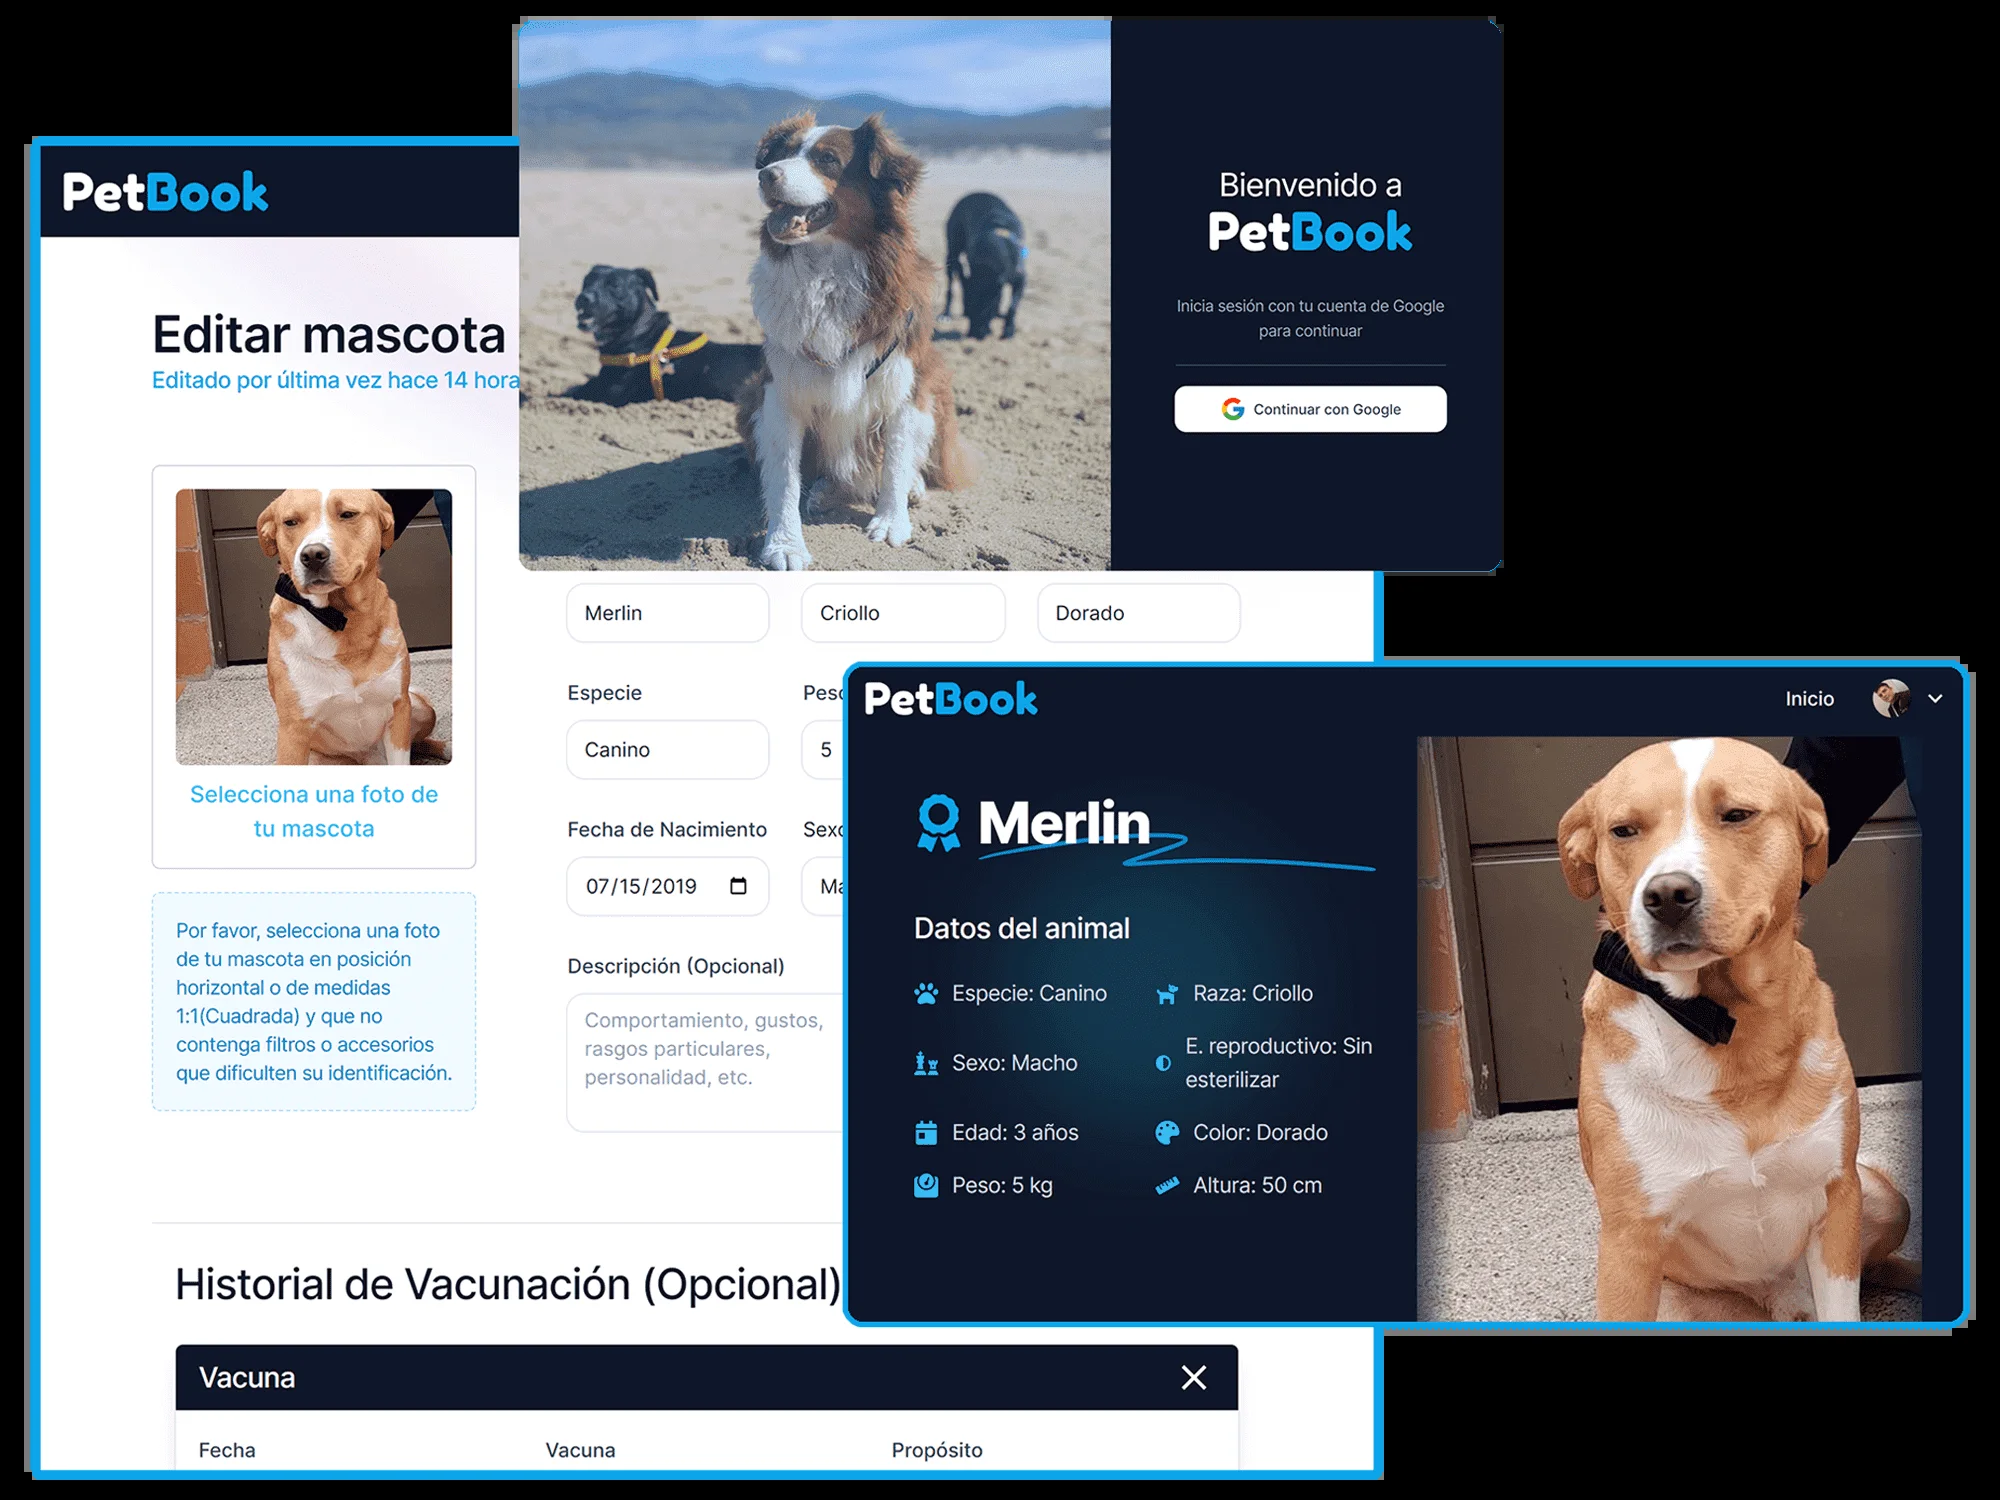 PetBook
Editar mascota
Editado por última vez hace 14 hora
Selecciona una foto de
tu mascota
Por favor, selecciona una foto
de tu mascota en posición
horizontal o de medidas
1:1(Cuadrada) y que no
contenga filtros o accesorios
que dificulten su identificación.
Bienvenido a
PetBook
Inicia sesión con tu cuenta de Google
para continuar
Continuar con Google
Merlin
Criollo
Dorado
Especie
Peso
Canino
5
Fecha de Nacimiento
Sexo
07/15/2019
Ma
Descripción (Opcional)
Comportamiento, gustos,
rasgos particulares,
personalidad, etc.
Historial de Vacunación (Opcional)
Vacuna
Fecha
Vacuna
Propósito
PetBook
Inicio
Merlin
Datos del animal
Especie: Canino
Raza: Criollo
Sexo: Macho
E. reproductivo: Sin
esterilizar
Edad: 3 años
Color: Dorado
Peso: 5 kg
Altura: 50 cm